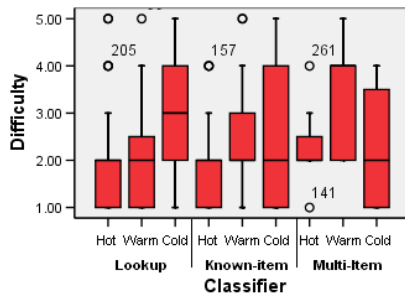 5.00
205
157
261
4.00
Difficulty
3.00
2.00
141
1.00
Hot Warm Cold Hot Warm Cold Hot Warm Cold
Lookup Known-item Multi-Item
Classifier